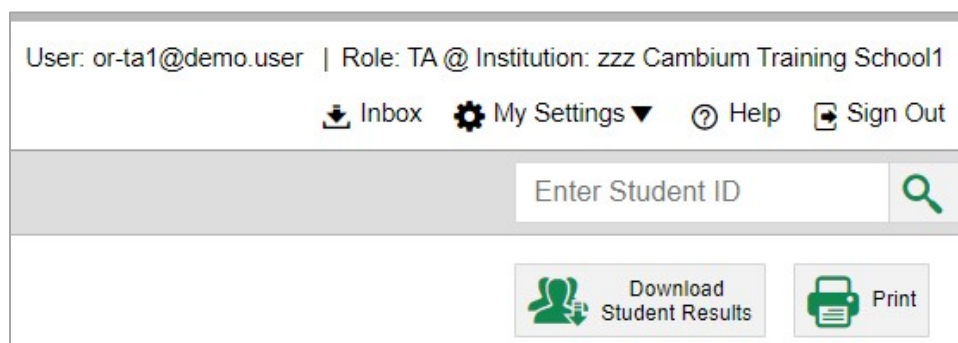 User: or-ta1@demo.user | Role: TA @ Institution: zzz Cambium Training School1
Inbox My Settings ▼ Help Sign Out
Enter Student ID
Download
Student Results
Print